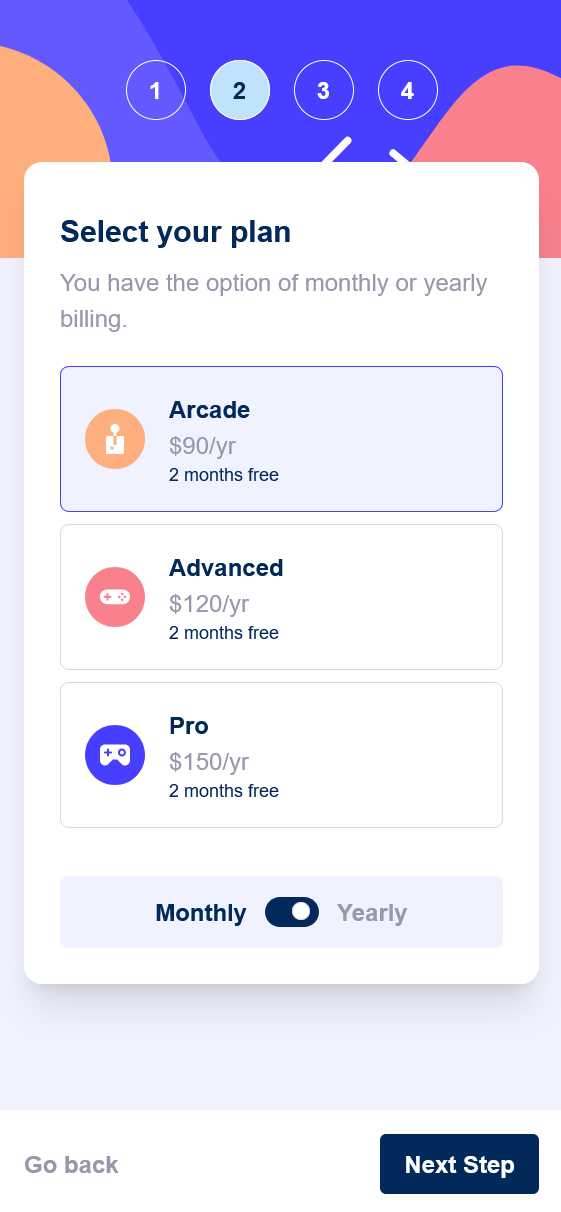 1 2 3 4
Select your plan
You have the option of monthly or yearly
billing.
Arcade
$90/yr
2 months free
Advanced
$120/yr
2 months free
Pro
$150/yr
2 months free
Monthly Yearly
Go back Next Step